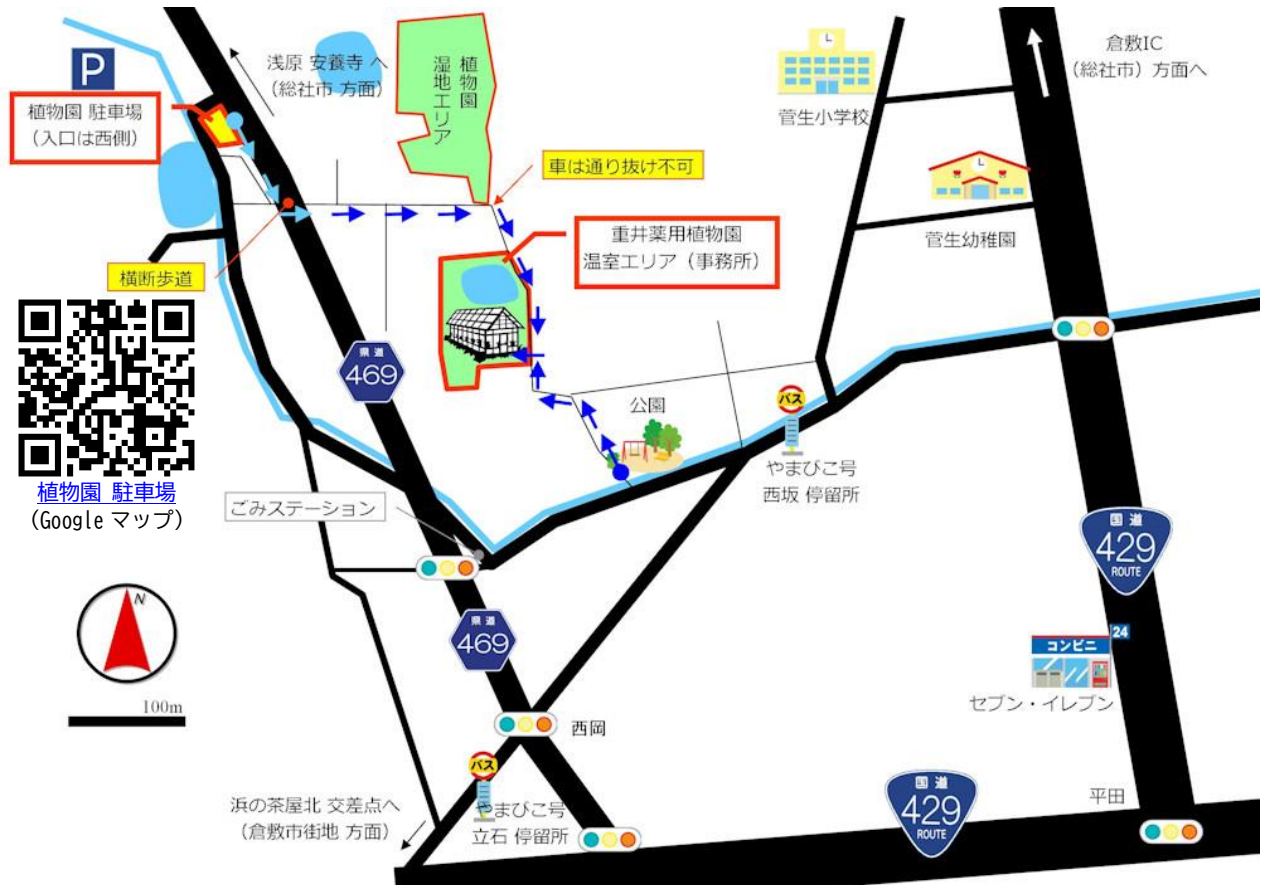 P
植物園 駐車場
（入口は西側）
浅原 安養寺 へ
（総社市 方面）
植物園
湿地エリア
菅生小学校
倉敷IC
（総社市）方面へ
車は通り抜け不可
菅生幼稚園
重井薬用植物園
温室エリア（事務所）
横断歩道
県道
469
公園
バス
やまびこ号
西坂 停留所
植物園 駐車場
(Google マップ)
ごみステーション
国道
429
ROUTE
N
100m
県道
469
24
コンビニ
セブン・イレブン
西岡
バス
やまびこ号
立石 停留所
浜の茶屋北 交差点へ
（倉敷市街地 方面）
国道
429
ROUTE
平田